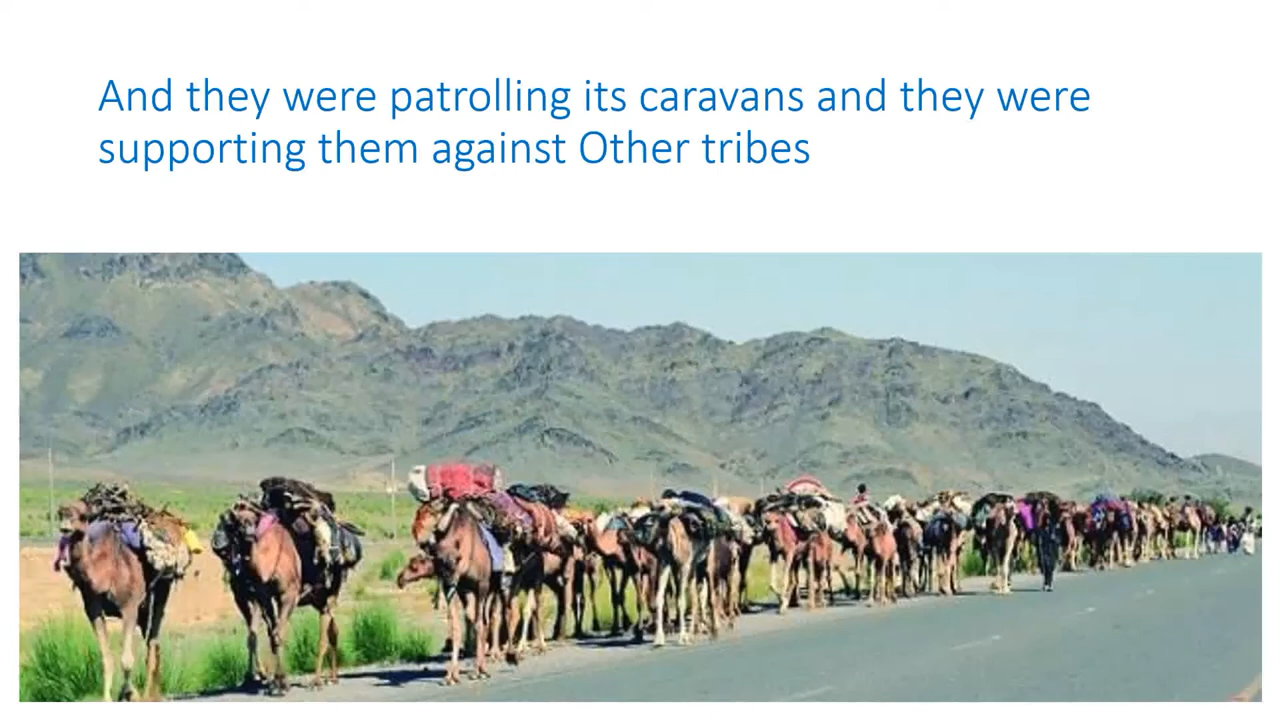 And they were patrolling its caravans and they were
supporting them against Other tribes